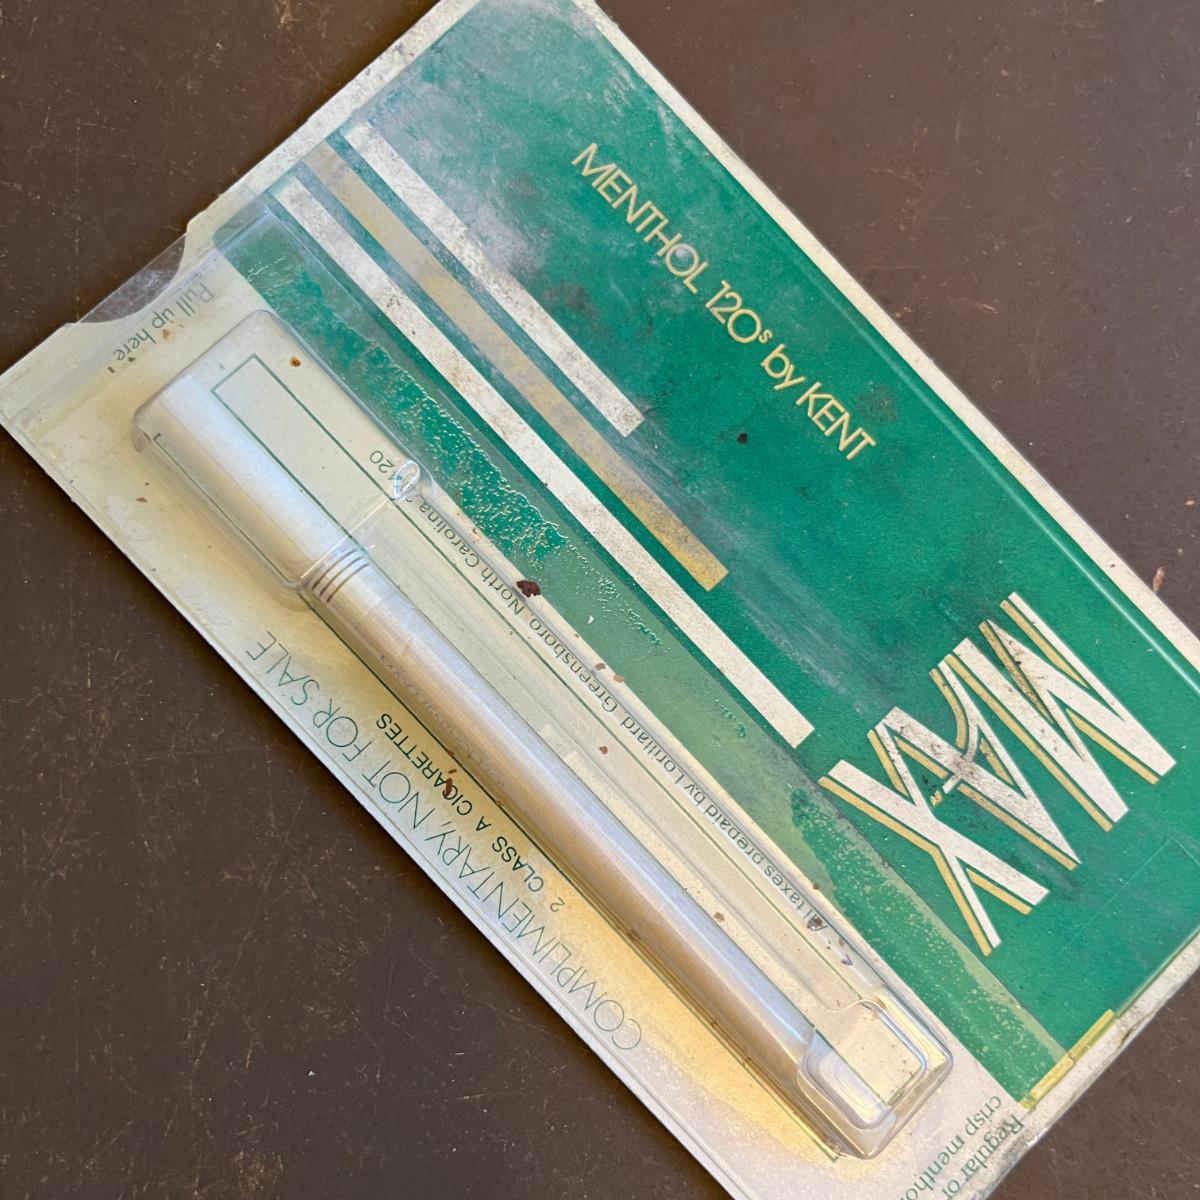 MAX
MENTHOL 120s by KENT
Pull up here
All taxes prepaid by Lorillard Greensboro, North Carolina
120
2 CLASS A CIGARETTES
COMPLIMENTARY, NOT FOR SALE
Regular or
crisp menthol